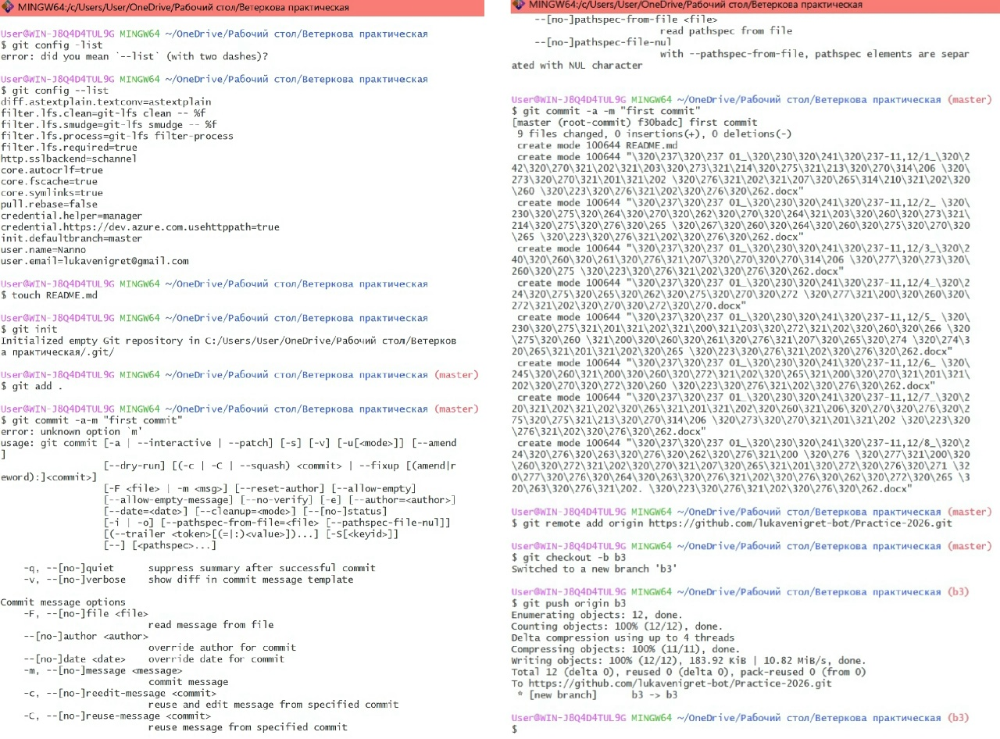 MINGW64:/c/Users/User/OneDrive/Рабочий стол/Ветеркова практическая
User@WIN-J8Q4D4TUL9G MINGW64 ~/OneDrive/Рабочий стол/Ветеркова практическая
$ git config -list
error: did you mean `--list` (with two dashes)?
User@WIN-J8Q4D4TUL9G MINGW64 ~/OneDrive/Рабочий стол/Ветеркова практическая
$ git config --list
diff.astextplain.textconv=astextplain
filter.lfs.clean=git-lfs clean -- %f
filter.lfs.smudge=git-lfs smudge -- %f
filter.lfs.process=git-lfs filter-process
filter.lfs.required=true
http.sslbackend=schannel
core.autocrlf=true
core.fscache=true
core.symlinks=true
pull.rebase=false
credential.helper=manager
credential.https://dev.azure.com.usehttppath=true
init.defaultbranch=master
user.name=Nanno
user.email=lukavenigret@gmail.com
User@WIN-J8Q4D4TUL9G MINGW64 ~/OneDrive/Рабочий стол/Ветеркова практическая
$ touch README.md
User@WIN-J8Q4D4TUL9G MINGW64 ~/OneDrive/Рабочий стол/Ветеркова практическая
$ git init
Initialized empty Git repository in C:/Users/User/OneDrive/Рабочий стол/Ветерков
а практическая/.git/
User@WIN-J8Q4D4TUL9G MINGW64 ~/OneDrive/Рабочий стол/Ветеркова практическая (master)
$ git add .
User@WIN-J8Q4D4TUL9G MINGW64 ~/OneDrive/Рабочий стол/Ветеркова практическая (master)
$ git commit -a-m "first commit"
error: unknown option `m'
usage: git commit [-a | --interactive | --patch] [-s] [-v] [-u[<mode>]] [--amend
]
[--dry-run] [(-c | -C | --squash) <commit> | --fixup [(amend|r
eword):]<commit>]
[-F <file> | -m <msg>] [--reset-author] [--allow-empty]
[--allow-empty-message] [--no-verify] [-e] [--author=<author>]
[--date=<date>] [--cleanup=<mode>] [--[no-]status]
[-i | -o] [--pathspec-from-file=<file> [--pathspec-file-nul]]
[(--trailer <token>[(=|:)<value>])...] [-S[<keyid>]]
[--] [<pathspec>...]
-q, --[no-]quiet suppress summary after successful commit
-v, --[no-]verbose show diff in commit message template
Commit message options
-F, --[no-]file <file>
read message from file
--[no-]author <author>
override author for commit
--[no-]date <date> override date for commit
-m, --[no-]message <message>
commit message
-c, --[no-]reedit-message <commit>
reuse and edit message from specified commit
-C, --[no-]reuse-message <commit>
reuse message from specified commit
MINGW64:/c/Users/User/OneDrive/Рабочий стол/Ветеркова практическая
--[no-]pathspec-from-file <file>
read pathspec from file
--[no-]pathspec-file-nul
with --pathspec-from-file, pathspec elements are separ
ated with NUL character
User@WIN-J8Q4D4TUL9G MINGW64 ~/OneDrive/Рабочий стол/Ветеркова практическая (master)
$ git commit -a -m "first commit"
[master (root-commit) f30badc] first commit
9 files changed, 0 insertions(+), 0 deletions(-)
create mode 100644 README.md
create mode 100644 "\320\237\320\237 01_\320\230\320\241\320\237-11,12/1_\320\2
42\320\270\321\202\321\203\320\273\321\214\320\275\321\213\320\270\314\206 \320\
273\320\270\321\201\321\202 \320\276\321\202\321\207\320\265\314\210\321\202\320
\260 \320\223\320\276\321\202\320\276\320\262.docx"
create mode 100644 "\320\237\320\237 01_\320\230\320\241\320\237-11,12/2_ \320\
230\320\275\320\264\320\270\320\262\320\270\320\264\321\203\320\260\320\273\321\
214\320\275\320\276\320\265 \320\267\320\260\320\264\320\260\320\275\320\270\320
\265 \320\223\320\276\321\202\320\276\320\262.docx"
create mode 100644 "\320\237\320\237 01_\320\230\320\241\320\237-11,12/3_\320\2
40\320\260\320\261\320\276\321\207\320\270\320\270\314\206 \320\277\320\273\320\
260\320\275 \320\223\320\276\321\202\320\276\320\262.docx"
create mode 100644 "\320\237\320\237 01_\320\230\320\241\320\237-11,12/4_\320\2
24\320\275\320\265\320\262\320\275\320\270\320\272 \320\277\321\200\320\260\320\
272\321\202\320\270\320\272\320\270.docx"
create mode 100644 "\320\237\320\237 01_\320\230\320\241\320\237-11,12/5_ \320\
230\320\275\321\201\321\202\321\200\321\203\320\272\321\202\320\260\320\266 \320
\275\320\260 \321\200\320\260\320\261\320\276\321\207\320\265\320\274 \320\274\3
20\265\321\201\321\202\320\265 \320\223\320\276\321\202\320\276\320\262.docx"
create mode 100644 "\320\237\320\237 01_\320\230\320\241\320\237-11,12/6_ \320\
245\320\260\321\200\320\260\320\272\321\202\320\265\321\200\320\270\321\201\321\
202\320\270\320\272\320\260 \320\223\320\276\321\202\320\276\320\262.docx"
create mode 100644 "\320\237\320\237 01_\320\230\320\241\320\237-11,12/7_\320\2
20\321\202\321\202\320\265\321\201\321\202\320\260\321\206\320\270\320\276\320\2
75\320\275\321\213\320\270\314\206 \320\273\320\270\321\201\321\202 \320\223\320
\276\321\202\320\276\320\262.docx"
create mode 100644 "\320\237\320\237 01_\320\230\320\241\320\237-11,12/8_\320\2
24\320\276\320\263\320\276\320\262\320\276\321\200 \320\276 \320\277\321\200\320
\260\320\272\321\202\320\270\321\207\320\265\321\201\320\272\320\276\320\271 \32
0\277\320\276\320\264\320\263\320\276\321\202\320\276\320\262\320\272\320\265 \3
20\263\320\276\321\202. \320\223\320\276\321\202\320\276\320\262.docx"
User@WIN-J8Q4D4TUL9G MINGW64 ~/OneDrive/Рабочий стол/Ветеркова практическая (master)
$ git remote add origin https://github.com/lukavenigret-bot/Practice-2026.git
User@WIN-J8Q4D4TUL9G MINGW64 ~/OneDrive/Рабочий стол/Ветеркова практическая (master)
$ git checkout -b b3
Switched to a new branch 'b3'
User@WIN-J8Q4D4TUL9G MINGW64 ~/OneDrive/Рабочий стол/Ветеркова практическая (b3)
$ git push origin b3
Enumerating objects: 12, done.
Counting objects: 100% (12/12), done.
Delta compression using up to 4 threads
Compressing objects: 100% (11/11), done.
Writing objects: 100% (12/12), 183.92 KiB | 10.82 MiB/s, done.
Total 12 (delta 0), reused 0 (delta 0), pack-reused 0 (from 0)
To https://github.com/lukavenigret-bot/Practice-2026.git
* [new branch] b3 -> b3
User@WIN-J8Q4D4TUL9G MINGW64 ~/OneDrive/Рабочий стол/Ветеркова практическая (b3)
$